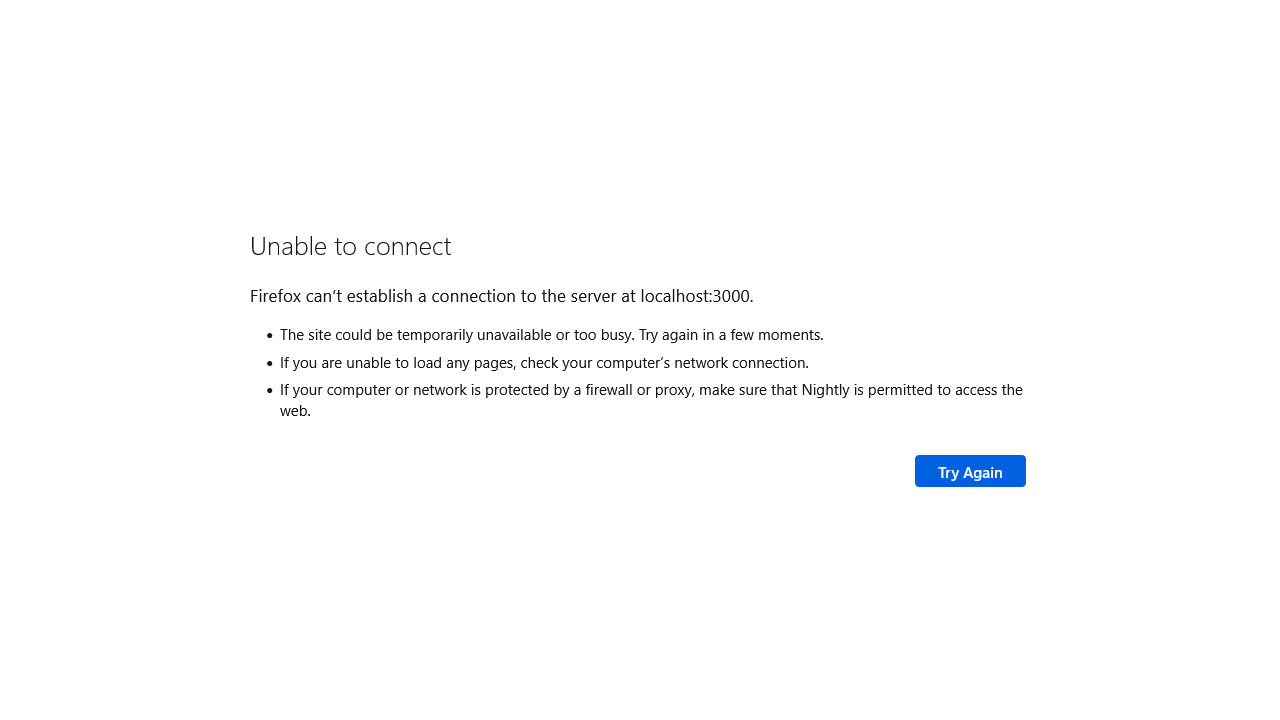 Unable to connect
Firefox can’t establish a connection to the server at localhost:3000.
The site could be temporarily unavailable or too busy. Try again in a few moments.
If you are unable to load any pages, check your computer’s network connection.
If your computer or network is protected by a firewall or proxy, make sure that Nightly is permitted to access the
web.
Try Again